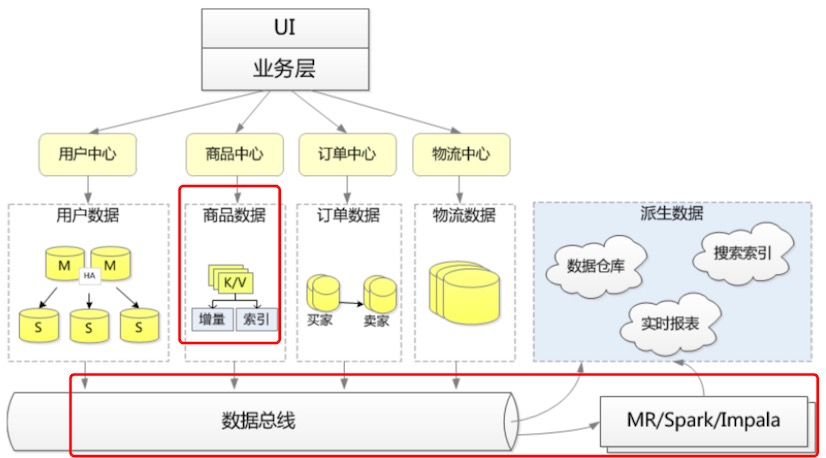 UI
业务层
用户中心
商品中心
订单中心
物流中心
用户数据
商品数据
订单数据
物流数据
派生数据
M
HA
M
S
S
S
K/V
增量
索引
买家
卖家
数据仓库
搜索索引
实时报表
数据总线
MR/Spark/Impala